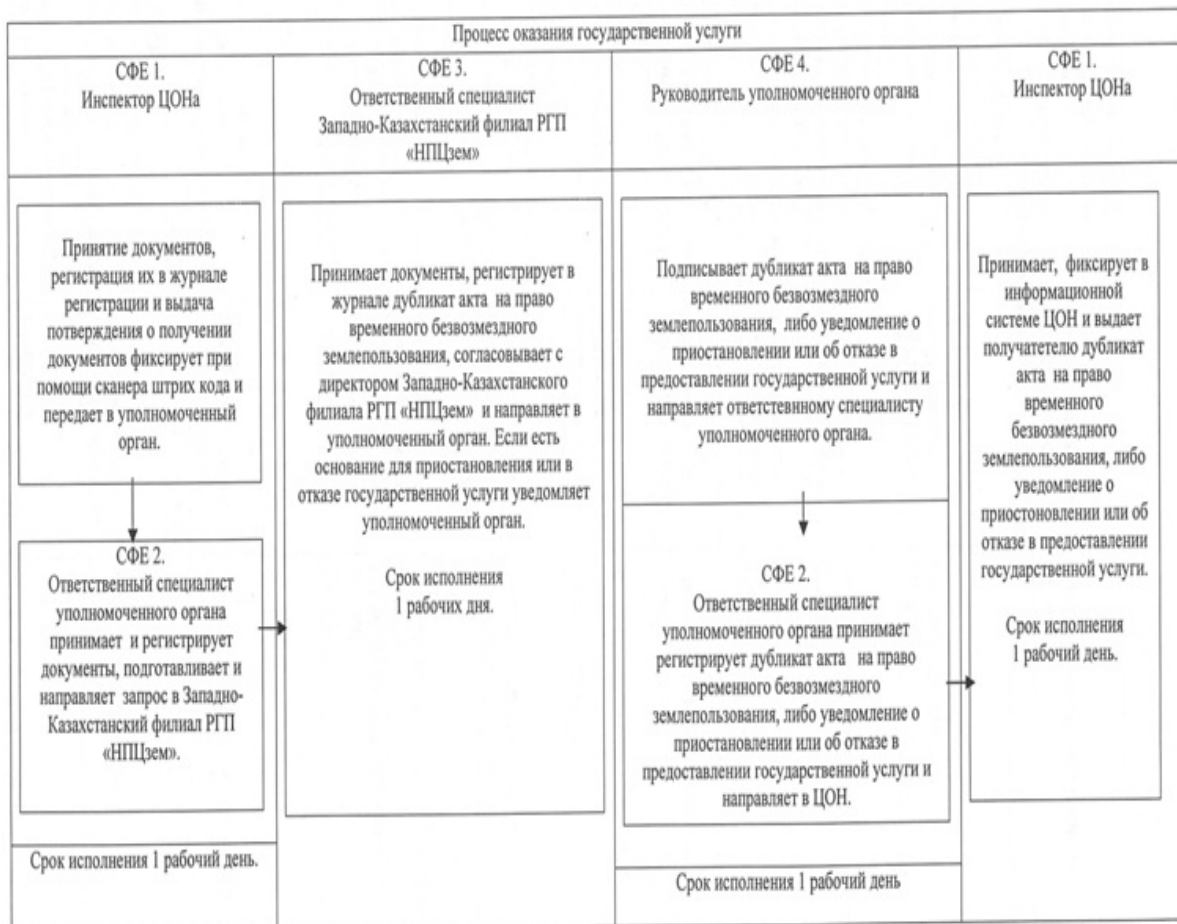 Процесс оказания государственной услуги
СФЕ 1.
Инспектор ЦОНа
СФЕ 3.
Ответственный специалист
Западно-Казахстанский филиал РГП
«НПЦзем»
СФЕ 4.
Руководитель уполномоченного органа
СФЕ 1.
Инспектор ЦОНа
Принятие документов,
регистрация их в журнале
регистрации и выдача
потверждения о получении
документов фиксирует при
помощи сканера штрих кода и
передает в уполномоченный
орган.
СФЕ 2.
Ответственный специалист
уполномоченного органа
принимает и регистрирует
документы, подготавливает и
направляет запрос в Западно-
Казахстанский филиал РГП
«НПЦзем».
Срок исполнения 1 рабочий день.
Принимает документы, регистрирует в
журнале дубликат акта на право
временного безвозмездного
землепользования, согласовывает с
директором Западно-Казахстанского
филиала РГП «НПЦзем» и направляет в
уполномоченный орган. Если есть
основание для приостановления или в
отказе государственной услуги уведомляет
уполномоченный орган.
Срок исполнения
1 рабочих дня.
Подписывает дубликат акта на право
временного безвозмездного
землепользования, либо уведомление о
приостановлении или об отказе в
предоставлении государственной услуги и
направляет ответствинному специалисту
уполномоченного органа.
СФЕ 2.
Ответственный специалист
уполномоченного органа принимает
регистрирует дубликат акта на право
временного безвозмездного
землепользования, либо уведомление о
приостановлении или об отказе в
предоставлении государственной услуги и
направляет в ЦОН.
Срок исполнения 1 рабочий день
Принимает, фиксирует в
информационной
системе ЦОН и выдает
получатетелю дубликат
акта на право
временного
безвозмездного
землепользования, либо
уведомление о
приостоновлении или об
отказе в предоставлении
государственной услуги.
Срок исполнения
1 рабочий день.